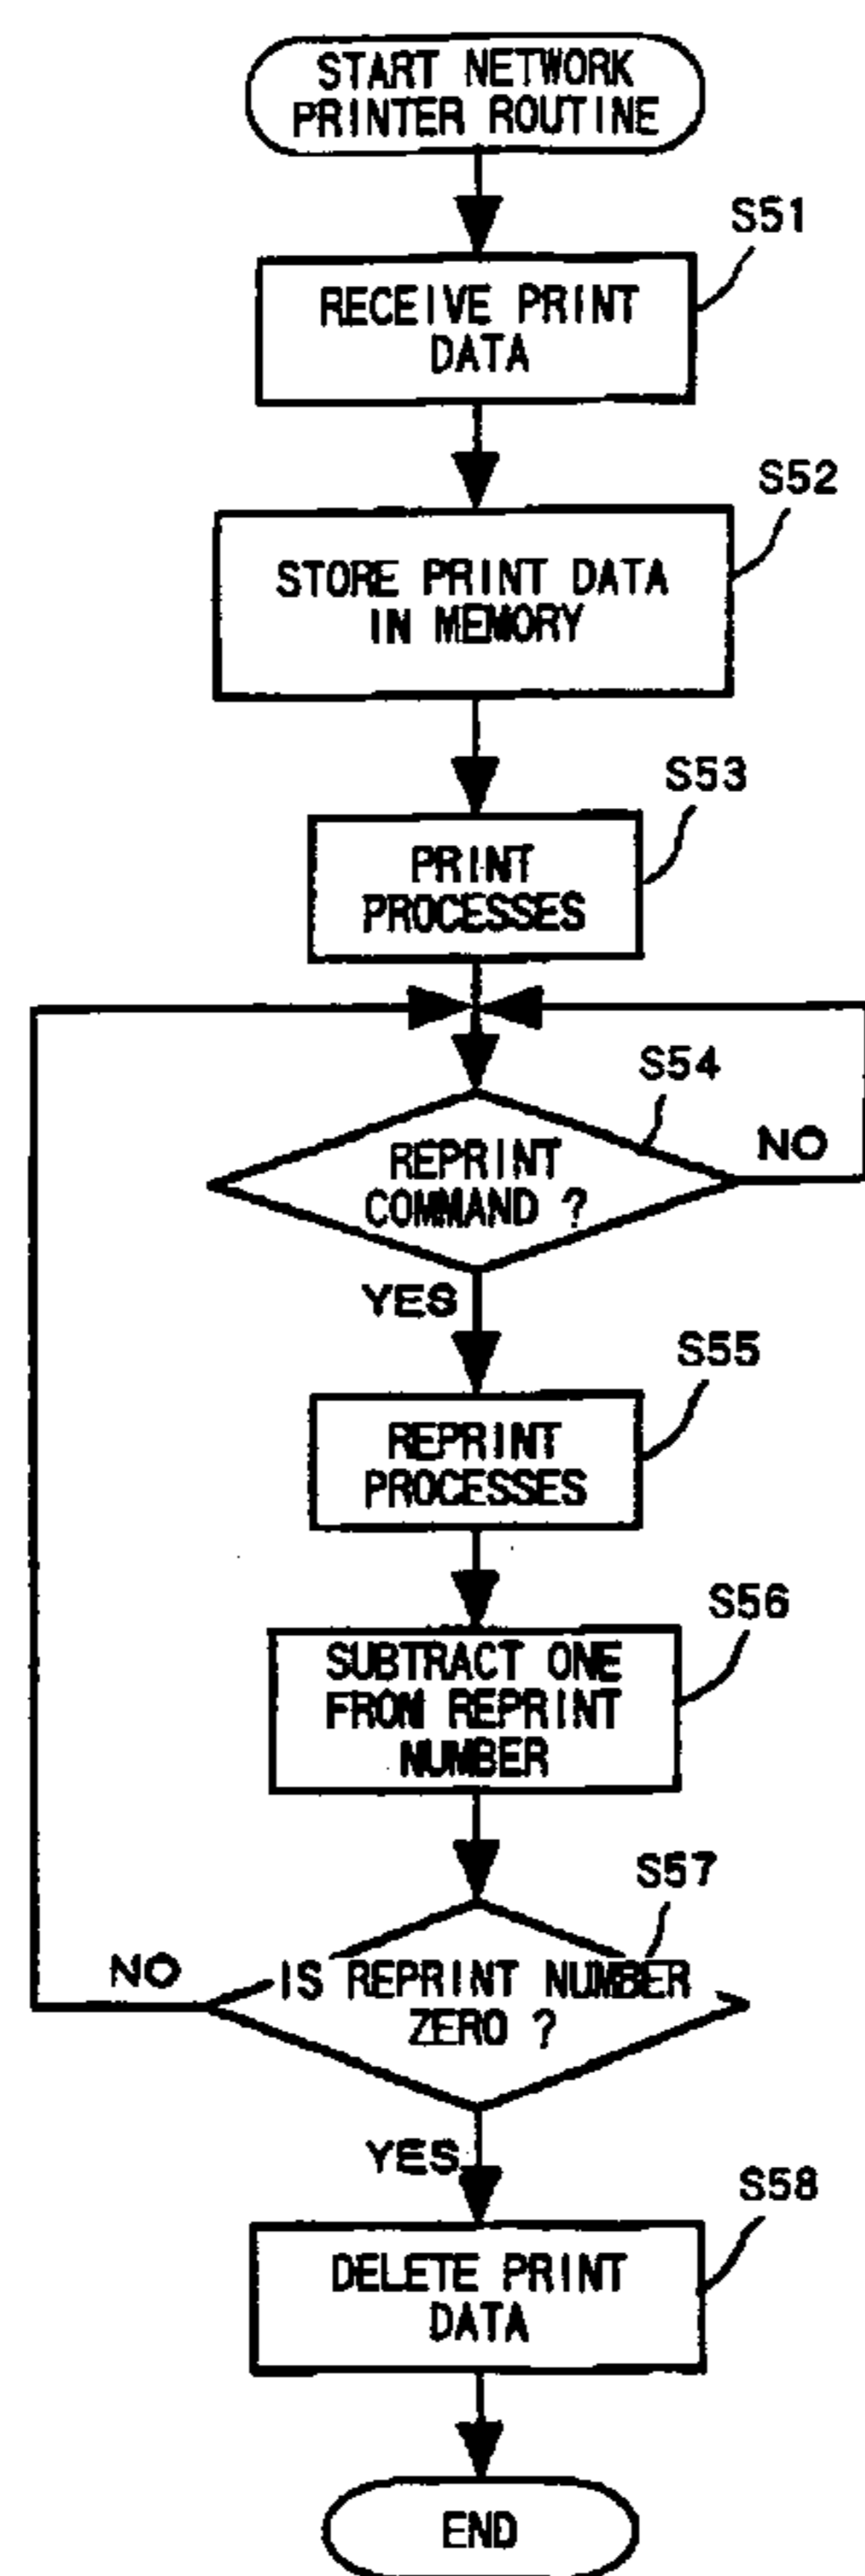 START NETWORK
PRINTER ROUTINE
S51
RECEIVE PRINT
DATA
S52
STORE PRINT DATA
IN MEMORY
S53
PRINT
PROCESSES
S54
REPRINT
COMMAND ?
NO
YES
S55
REPRINT
PROCESSES
S56
SUBTRACT ONE
FROM REPRINT
NUMBER
S57
NO
IS REPRINT NUMBER
ZERO ?
YES
S58
DELETE PRINT
DATA
END